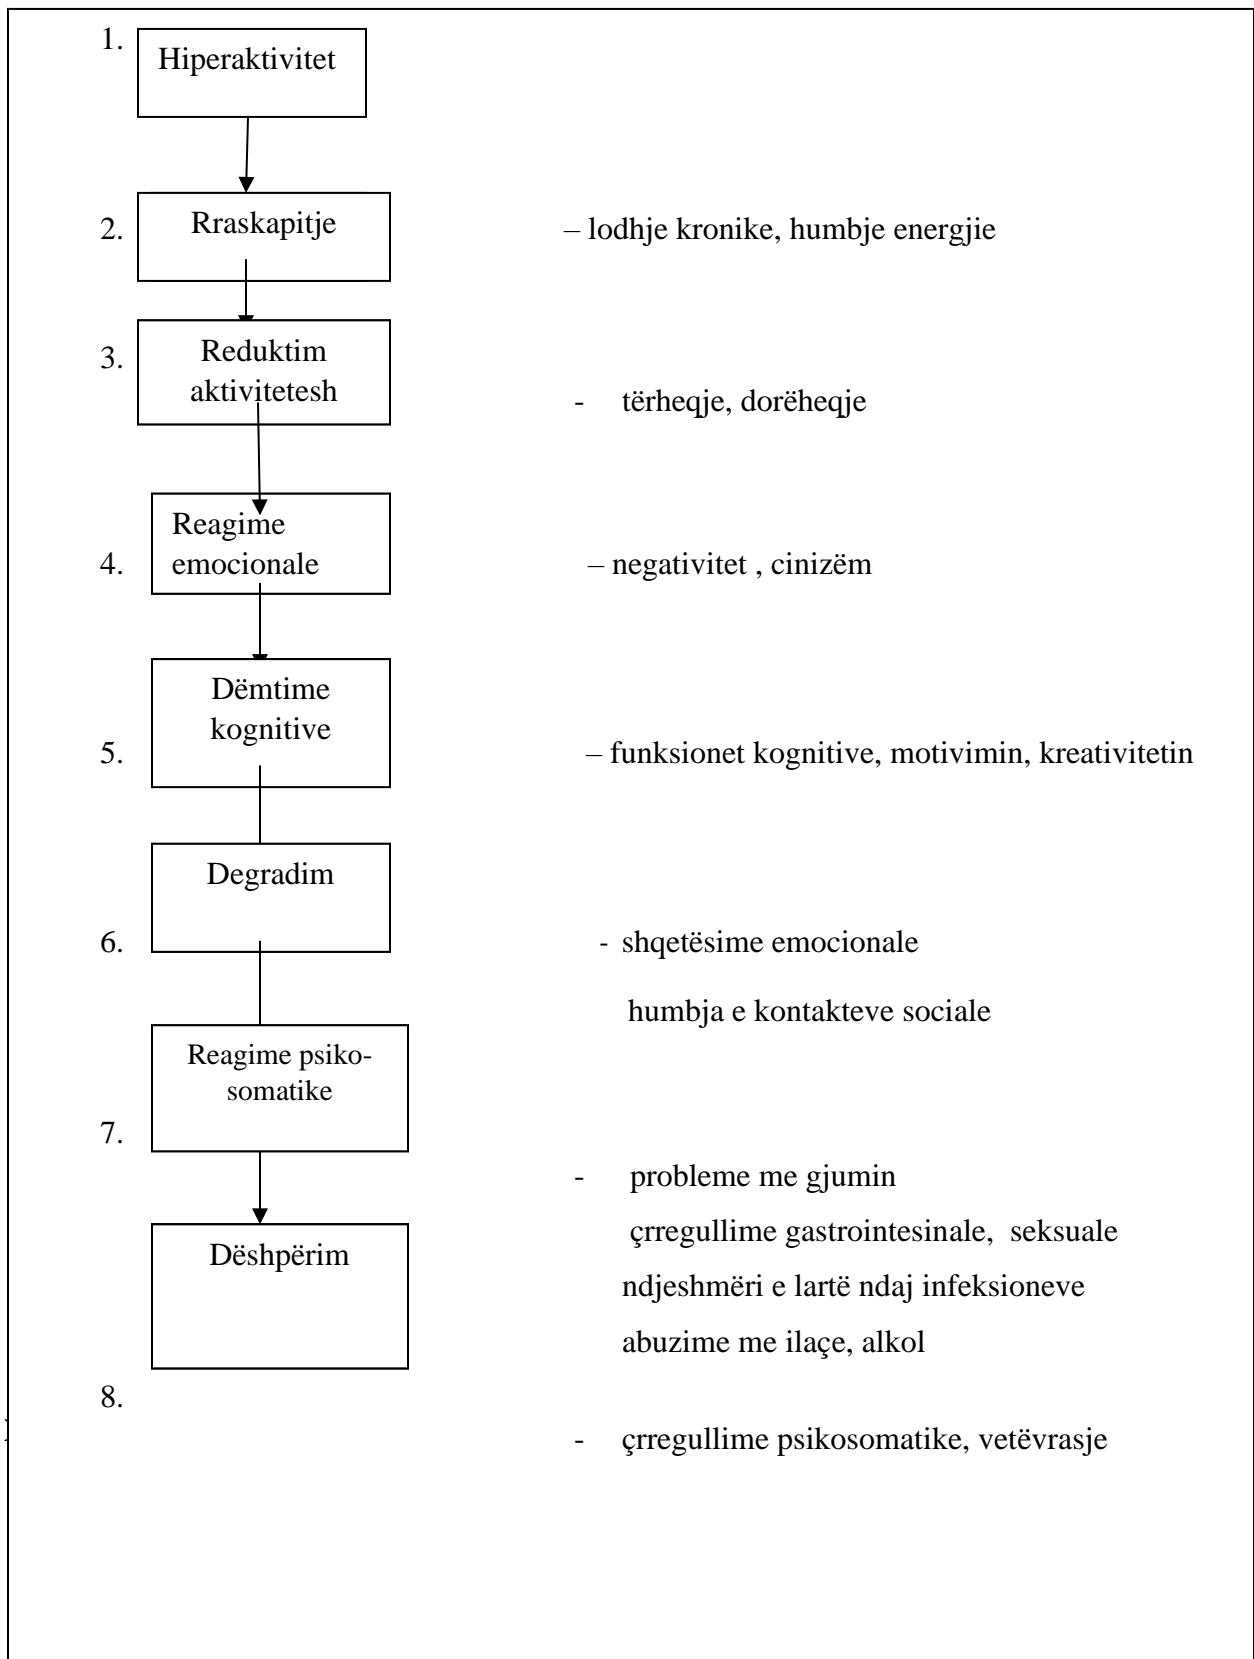 1.
Hiperaktivitet
2.
Rraskapitje
– lodhje kronike, humbje energjie
3.
Reduktim
aktivitetesh
- tërheqje, dorëheqje
Reagime
emocionale
4.
– negativitet , cinizëm
Dëmtime
kognitive
5.
– funksionet kognitive, motivimin, kreativitetin
Degradim
6.
- shqetësime emocionale
humbja e kontakteve sociale
Reagime psiko-
somatike
7.
- probleme me gjumin
çrregullime gastrointesinale, seksuale
Dëshpërim
ndjeshmëri e lartë ndaj infeksioneve
abuzime me ilaçe, alkol
8.
- çrregullime psikosomatike, vetëvrasje